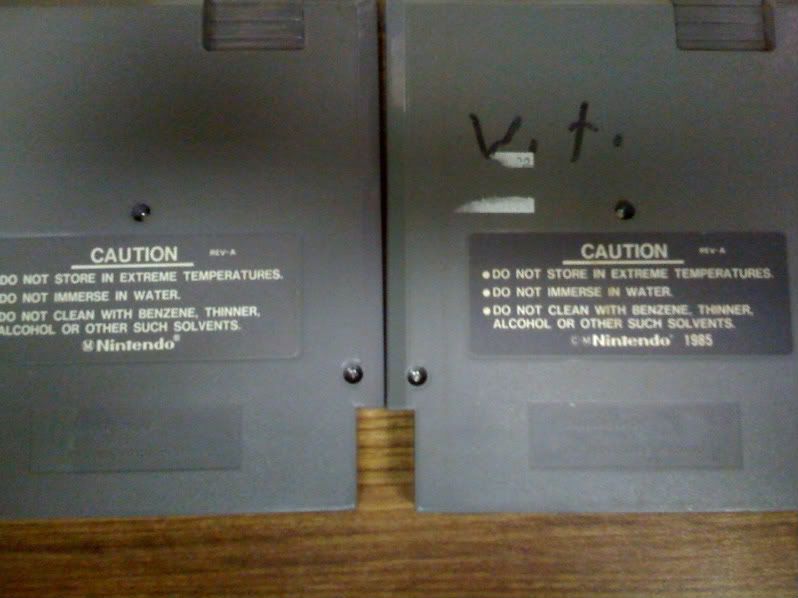 CAUTION REV-A
DO NOT STORE IN EXTREME TEMPERATURES.
DO NOT IMMERSE IN WATER.
DO NOT CLEAN WITH BENZENE, THINNER,
ALCOHOL OR OTHER SUCH SOLVENTS.
Nintendo®
K. t.
CAUTION REV-A
•DO NOT STORE IN EXTREME TEMPERATURES.
•DO NOT IMMERSE IN WATER.
•DO NOT CLEAN WITH BENZENE, THINNER,
ALCOHOL OR OTHER SUCH SOLVENTS.
© M Nintendo® 1985